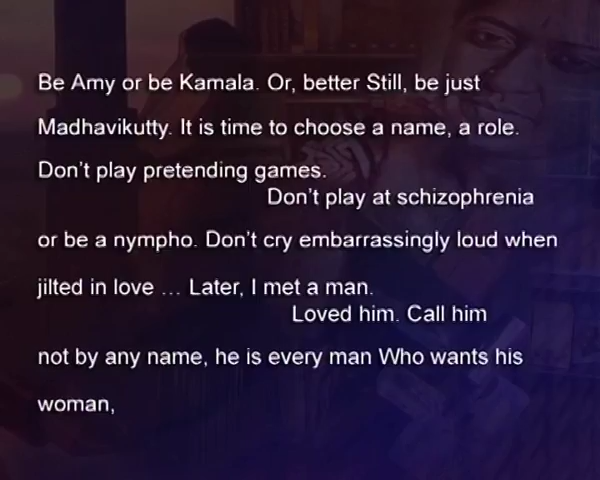 Be Amy or be Kamala. Or, better Still, be just
Madhavikutty. It is time to choose a name, a role.
Don't play pretending games.
Don't play at schizophrenia
or be a nympho. Don't cry embarrassingly loud when
jilted in love ... Later, I met a man.
Loved him. Call him
not by any name, he is every man Who wants his
woman,